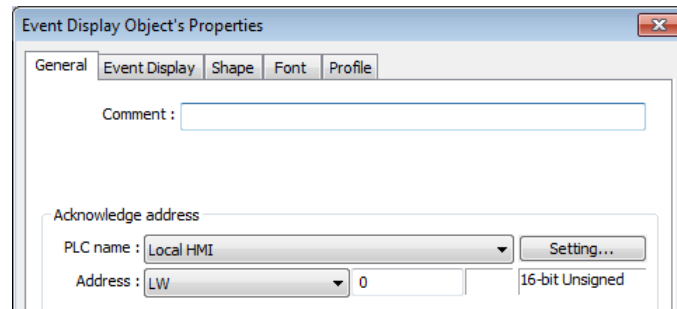 Event Display Object's Properties
General Event Display Shape Font Profile
Comment :
Acknowledge address
PLC name : Local HMI Setting...
Address : LW 0 16-bit Unsigned